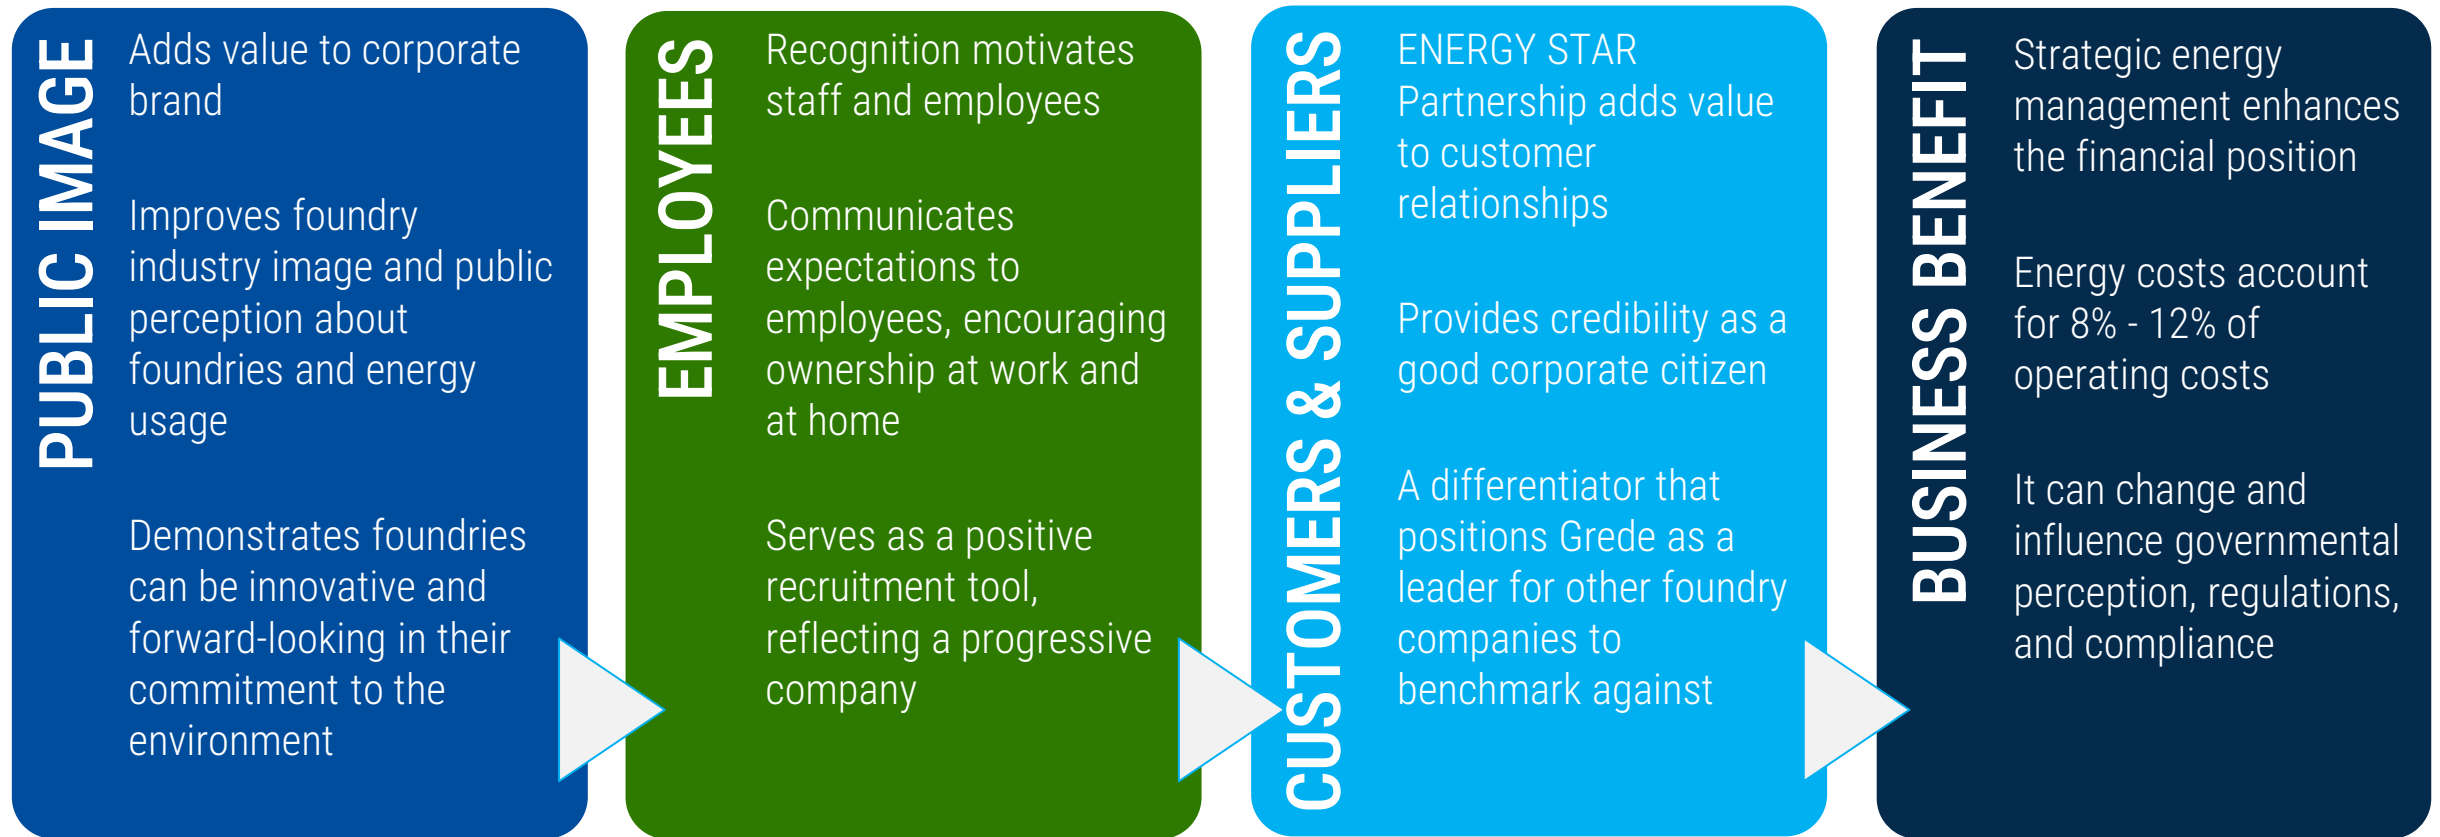 PUBLIC IMAGE
Adds value to corporate
brand
Improves foundry
industry image and public
perception about
foundries and energy
usage
Demonstrates foundries
can be innovative and
forward-looking in their
commitment to the
environment
EMPLOYEES
Recognition motivates
staff and employees
Communicates
expectations to
employees, encouraging
ownership at work and
at home
Serves as a positive
recruitment tool,
reflecting a progressive
company
CUSTOMERS & SUPPLIERS
ENERGY STAR
Partnership adds value
to customer
relationships
Provides credibility as a
good corporate citizen
A differentiator that
positions Grede as a
leader for other foundry
companies to
benchmark against
BUSINESS BENEFIT
Strategic energy
management enhances
the financial position
Energy costs account
for 8% - 12% of
operating costs
It can change and
influence governmental
perception, regulations,
and compliance